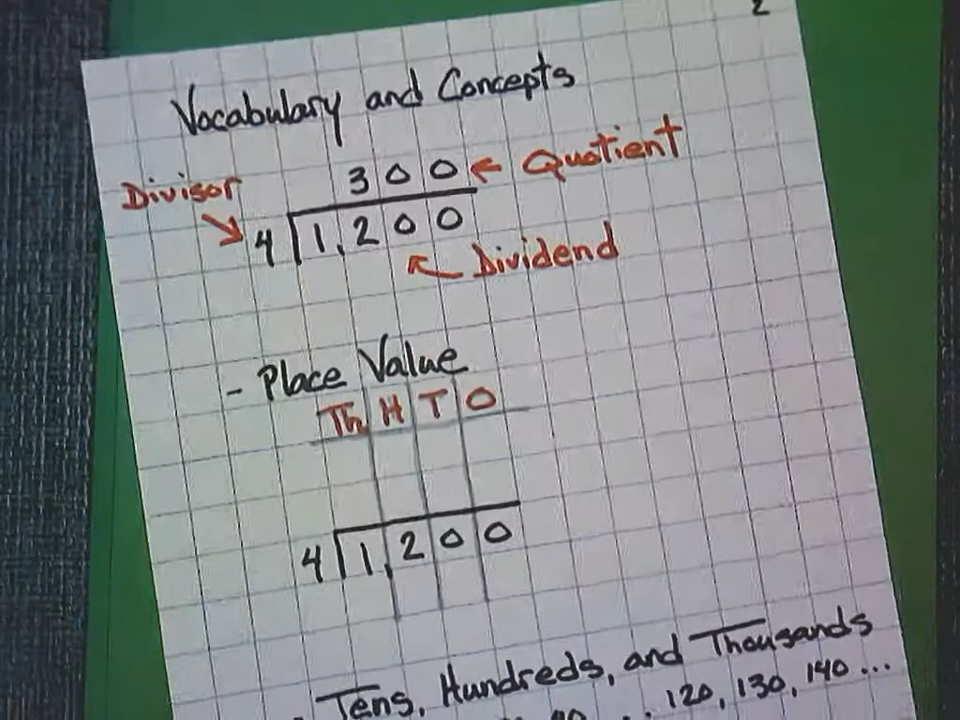 2
Vocabulary and Concepts
300 ← Quotient
Divisor
4 1,200
Dividend
- Place Value
Th H T O
4 1,200
Tens, Hundreds, and Thousands
... 120, 130, 140 ...